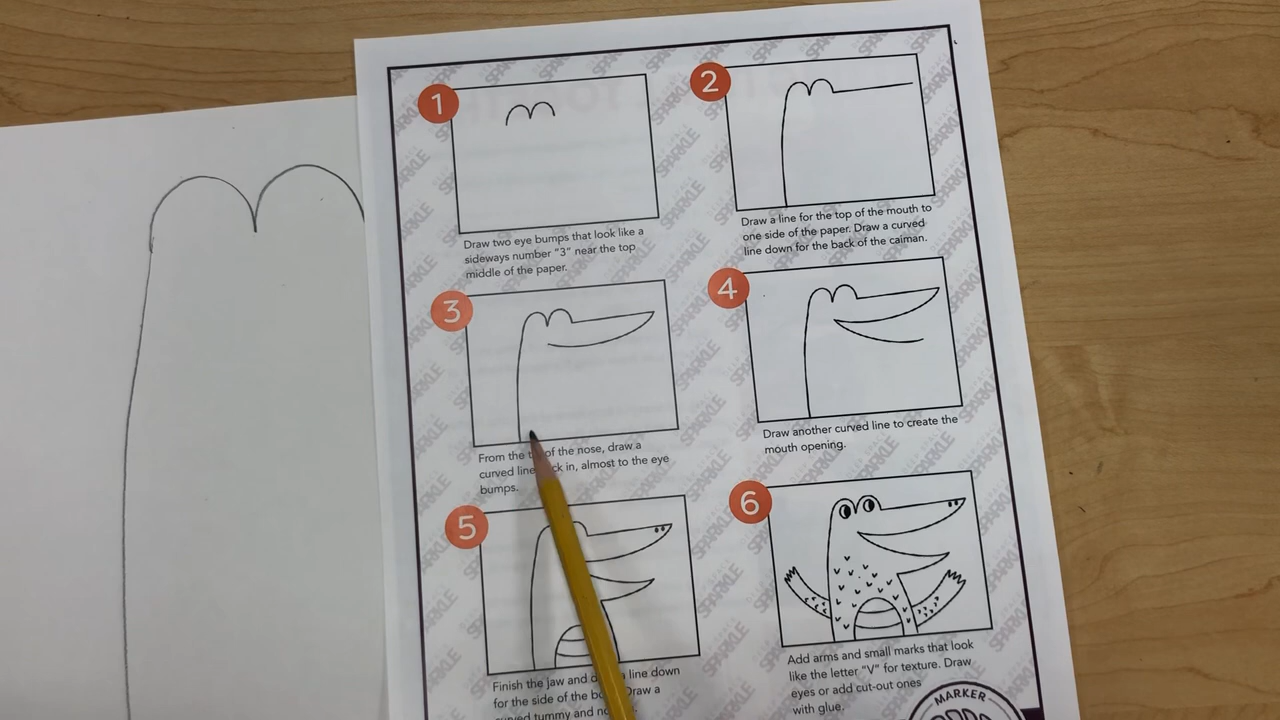 1
Draw two eye bumps that look like a
sideways number "3" near the top
middle of the paper.
2
Draw a line for the top of the mouth to
one side of the paper. Draw a curved
line down for the back of the caiman.
3
From the of the nose, draw a
curved line in, almost to the eye
bumps.
4
Draw another curved line to create the
mouth opening.
5
Finish the jaw and a line down
for the side of the Draw a
curved tummy and
6
Add arms and small marks that look
like the letter "V" for texture. Draw
eyes or add cut-out ones
with glue.
MARKER
SPARKLE